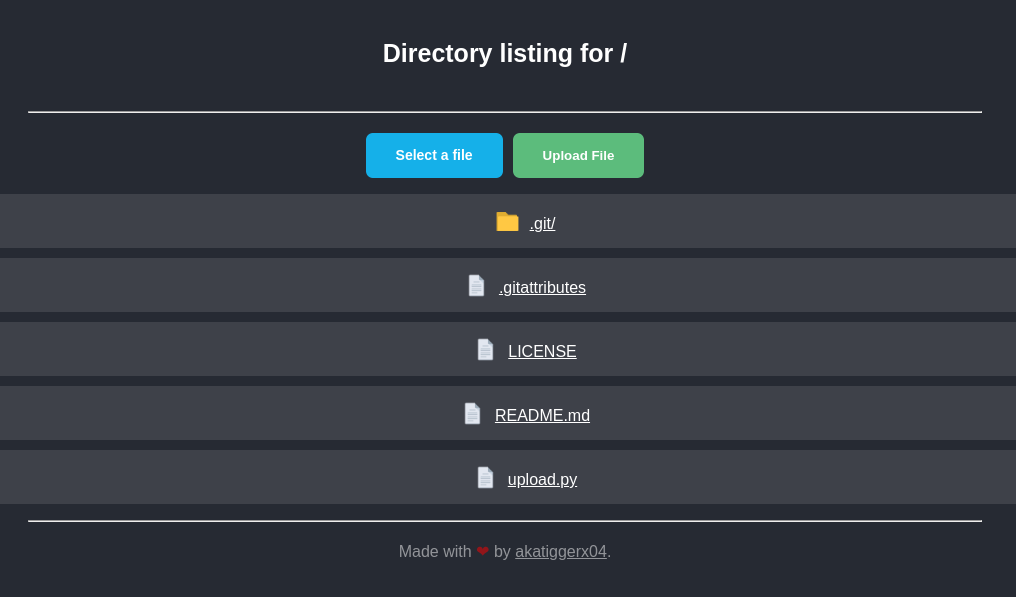 Directory listing for /
Select a file
Upload File
.git/
.gitattributes
LICENSE
README.md
upload.py
Made with ❤ by akatiggerx04.